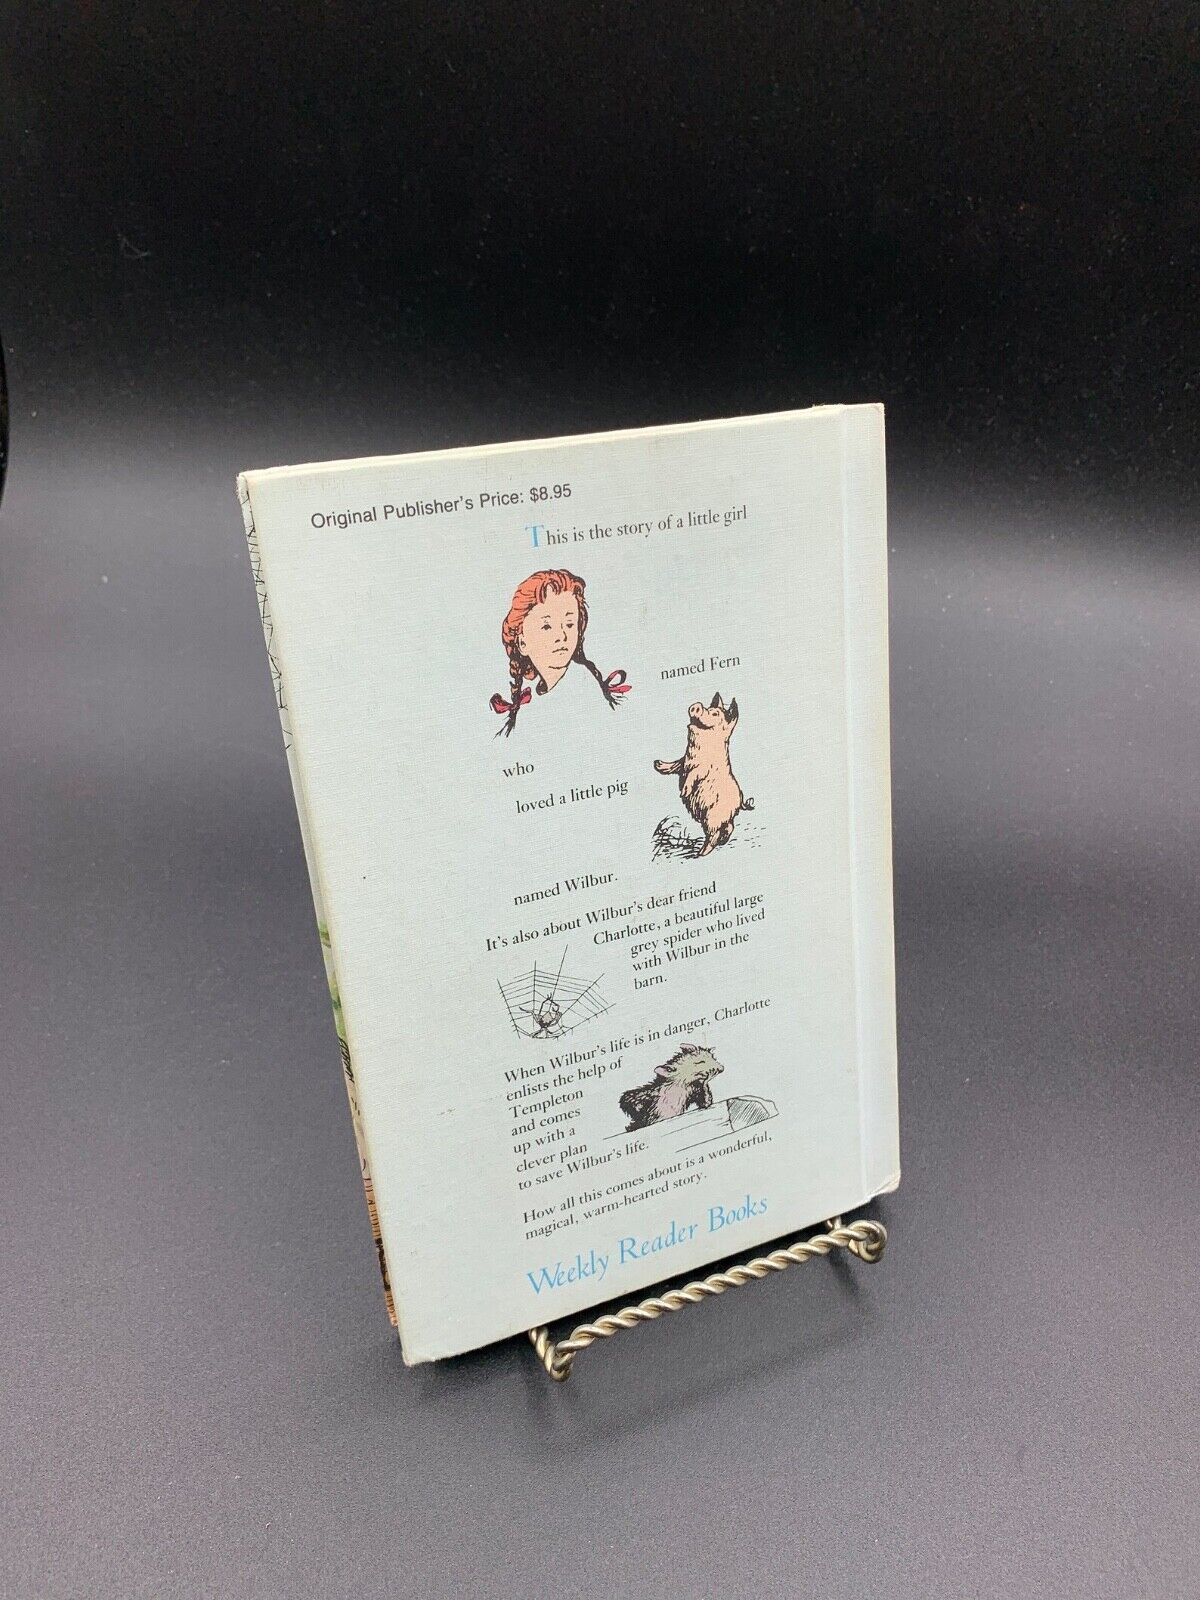 Original Publisher's Price: $8.95
This is the story of a little girl
named Fern
who
loved a little pig
named Wilbur.
It's also about Wilbur's dear friend
Charlotte, a beautiful large
grey spider who lived
with Wilbur in the
barn.
When Wilbur's life is in danger, Charlotte
enlists the help of
Templeton
and comes
up with a
clever plan
to save Wilbur's life.
How all this comes about is a wonderful,
magical, warm-hearted story.
Weekly Reader Books